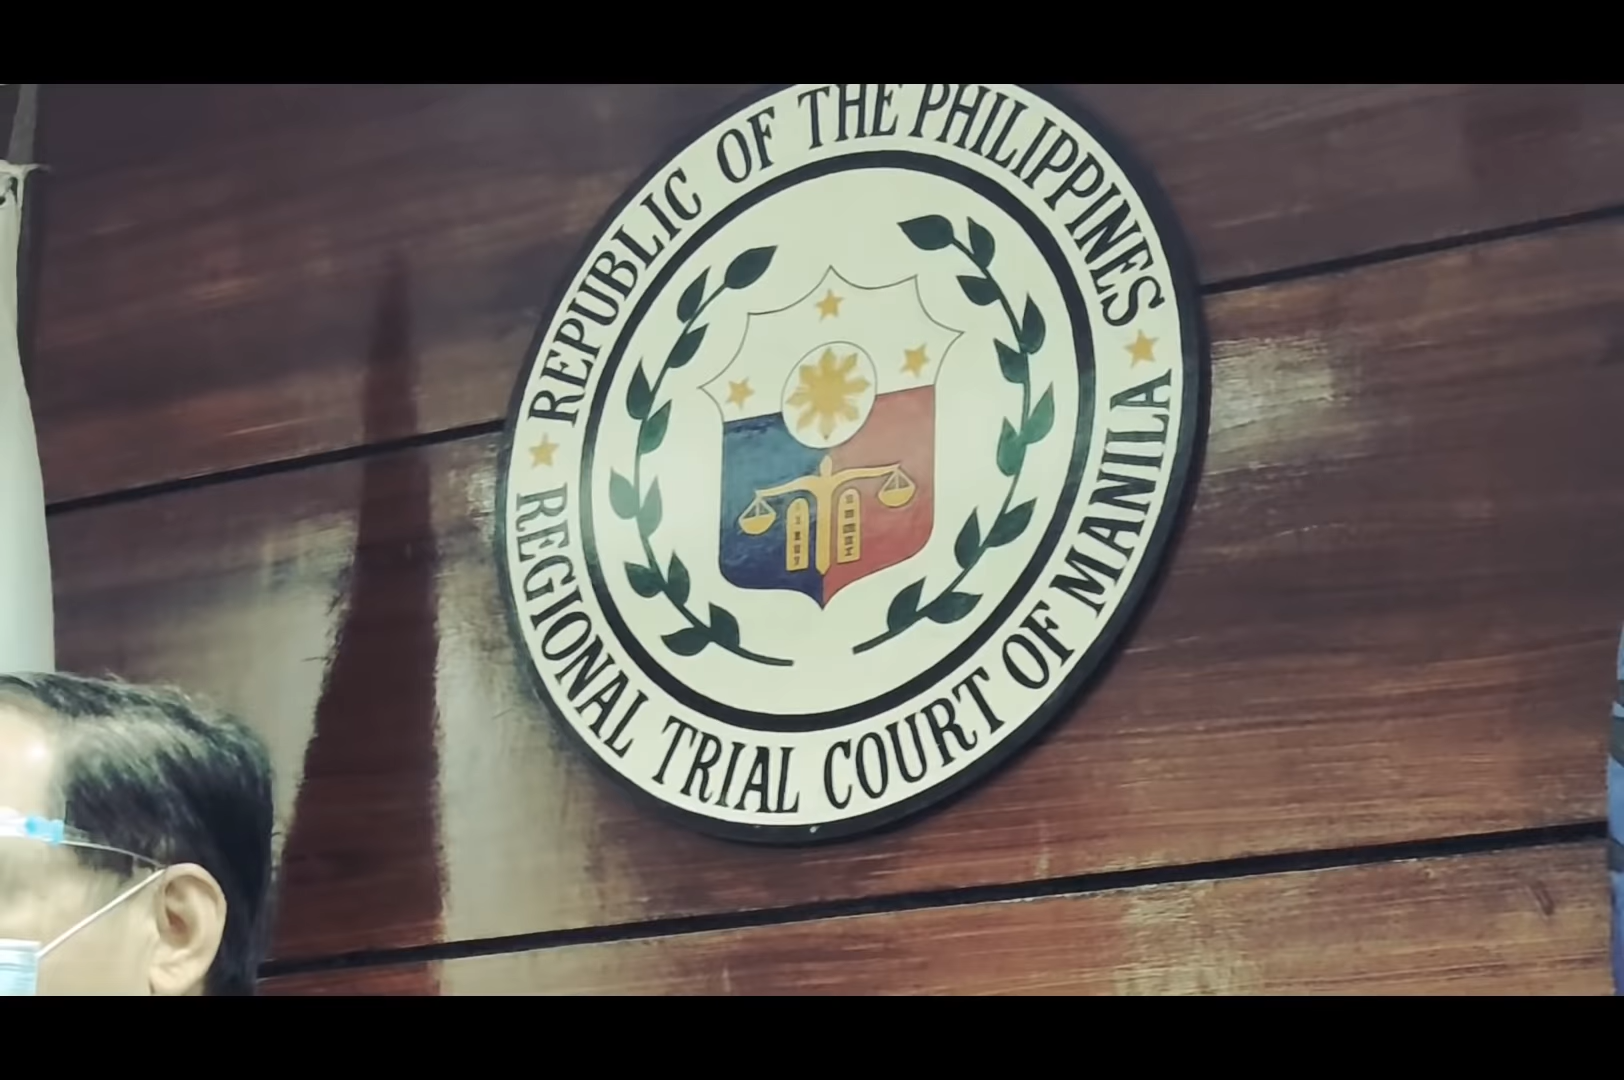 REPUBLIC OF THE PHILIPPINES
REGIONAL TRIAL COURT OF MANILA